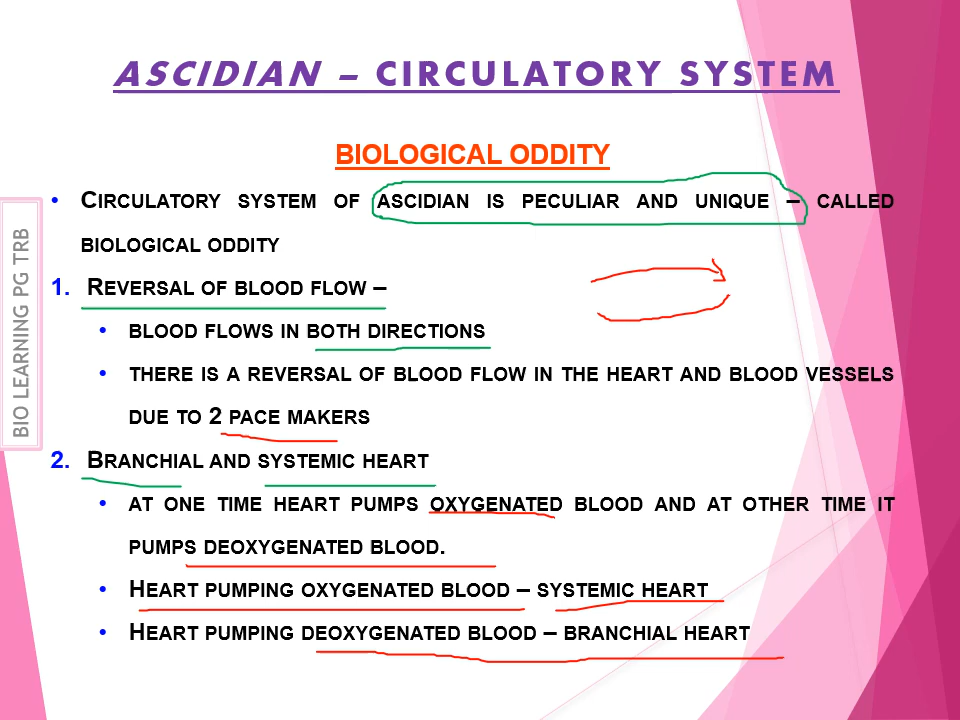 ASCIDIAN – CIRCULATORY SYSTEM
BIOLOGICAL ODDITY
• CIRCULATORY SYSTEM OF ASCIDIAN IS PECULIAR AND UNIQUE – CALLED
BIOLOGICAL ODDITY
1. REVERSAL OF BLOOD FLOW –
• BLOOD FLOWS IN BOTH DIRECTIONS
• THERE IS A REVERSAL OF BLOOD FLOW IN THE HEART AND BLOOD VESSELS
DUE TO 2 PACE MAKERS
2. BRANCHIAL AND SYSTEMIC HEART
• AT ONE TIME HEART PUMPS OXYGENATED BLOOD AND AT OTHER TIME IT
PUMPS DEOXYGENATED BLOOD.
• HEART PUMPING OXYGENATED BLOOD – SYSTEMIC HEART
• HEART PUMPING DEOXYGENATED BLOOD – BRANCHIAL HEART
BIO LEARNING PG TRB